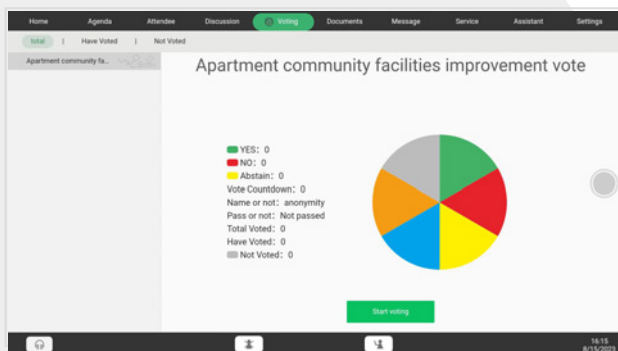 Home Agenda Attendee Discussion Voting Documents Message Service Assistant Settings
total | Have Voted | Not Voted
Apartment community fa...
Apartment community facilities improvement vote
YES: 0
NO: 0
Abstain: 0
Vote Countdown: 0
Name or not: anonymity
Pass or not: Not passed
Total Voted: 0
Have Voted: 0
Not Voted: 0
Start voting
16:15
8/15/2023